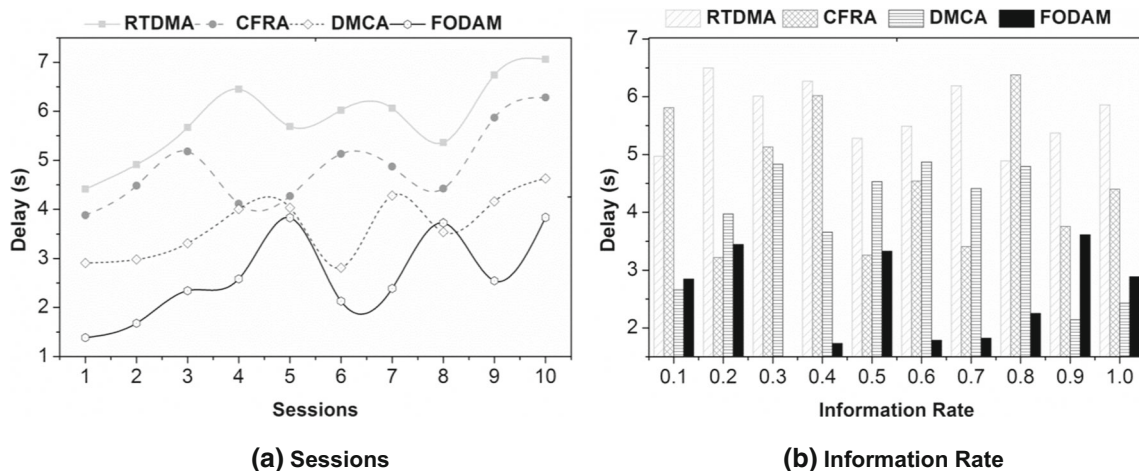 RTDMA CFRA DMCA FODAM
7
6
5
4
3
2
1
Delay (s)
1 2 3 4 5 6 7 8 9 10
Sessions
(a) Sessions
RTDMA CFRA DMCA FODAM
7
6
5
4
3
2
Delay (s)
0.1 0.2 0.3 0.4 0.5 0.6 0.7 0.8 0.9 1.0
Information Rate
(b) Information Rate